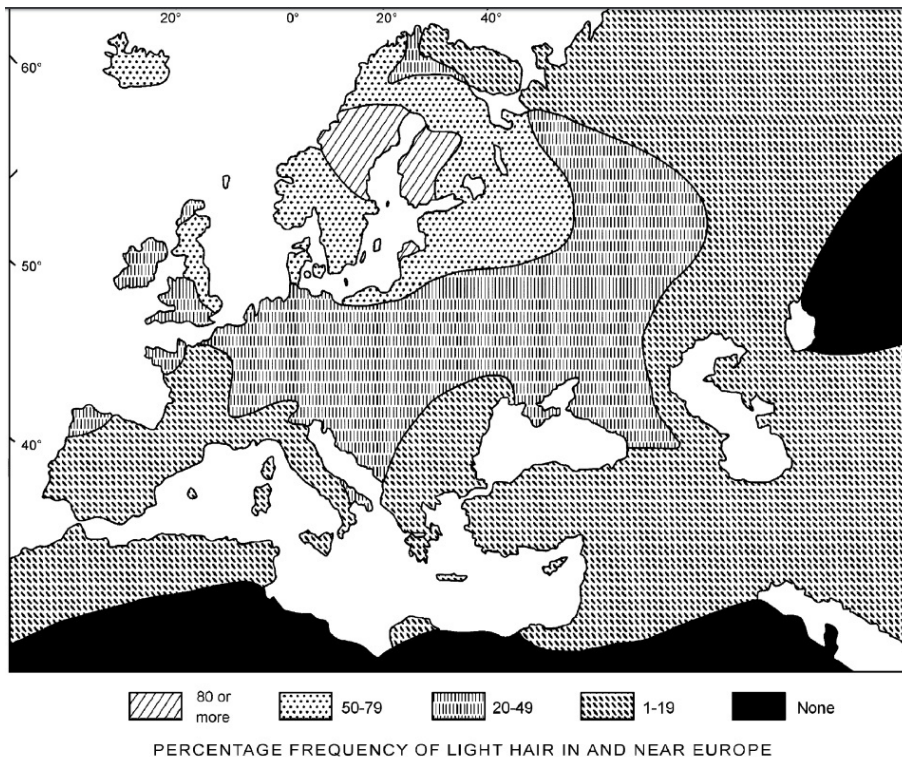 20° 0° 20° 40°
60°
50°
40°
80 or more 50-79 20-49 1-19 None
PERCENTAGE FREQUENCY OF LIGHT HAIR IN AND NEAR EUROPE